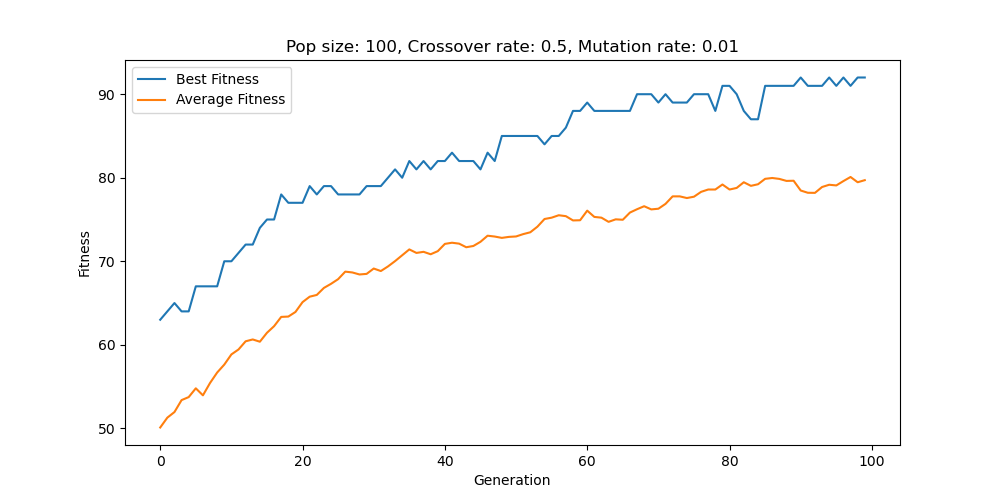 Pop size: 100, Crossover rate: 0.5, Mutation rate: 0.01
Best Fitness
Average Fitness
90
80
70
60
50
Fitness
0 20 40 60 80 100
Generation